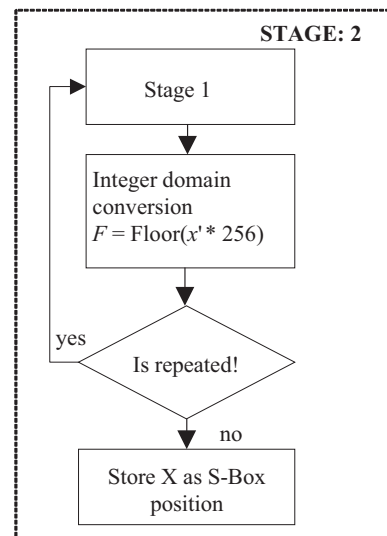 STAGE: 2
Stage 1
Integer domain
conversion
F = Floor(x' * 256)
yes
Is repeated!
no
Store X as S-Box
position